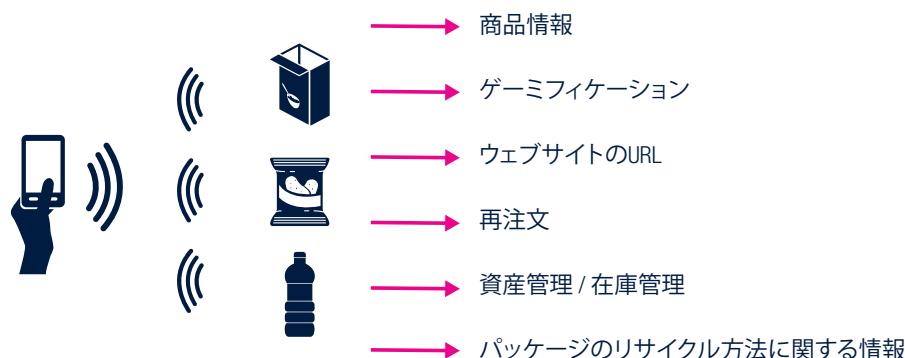 商品情報
ゲーミフィケーション
ウェブサイトのURL
再注文
資産管理 / 在庫管理
パッケージのリサイクル方法に関する情報